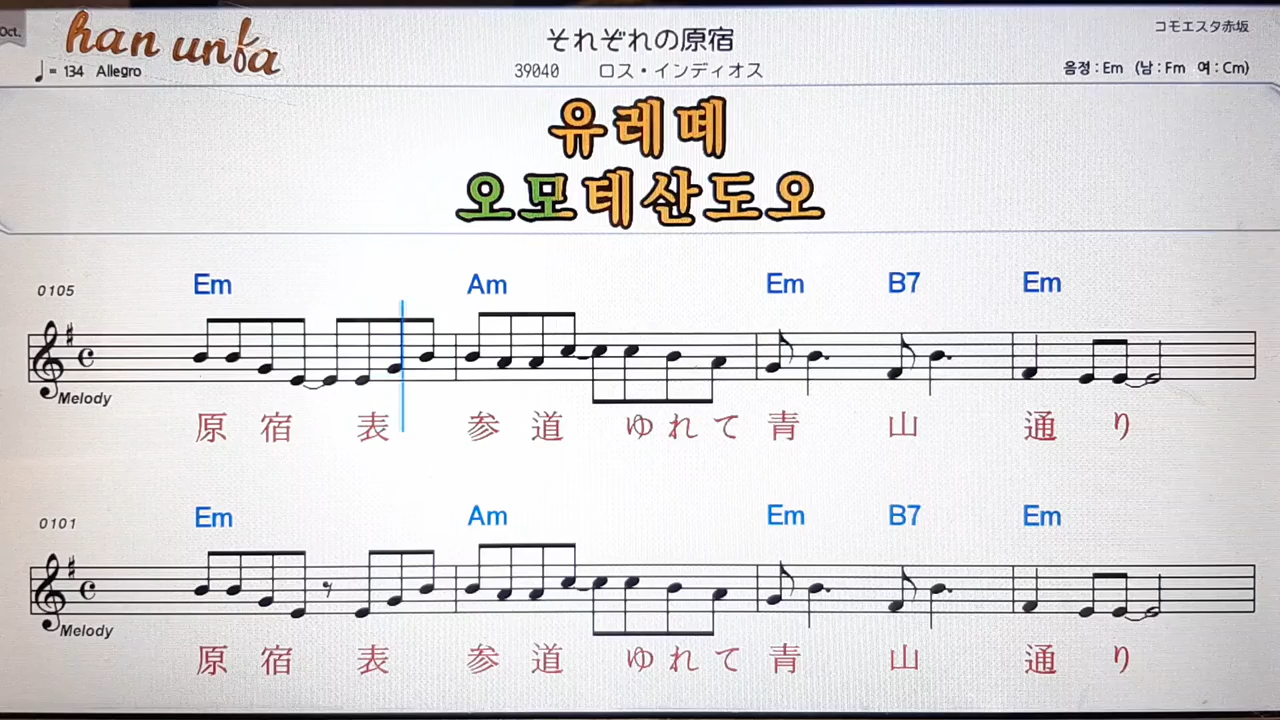 Oct.
han unfa
それぞれの原宿
コモエスタ赤坂
♩= 134 Allegro
39040 ロス・インディオス
음정 : Em (남 : Fm 여 : Cm)
유레떼
오모테산도오
0105
Em Am Em B7 Em
Melody
原宿表参道ゆれて青山通り
0101
Em Am Em B7 Em
Melody
原宿表参道ゆれて青山通り